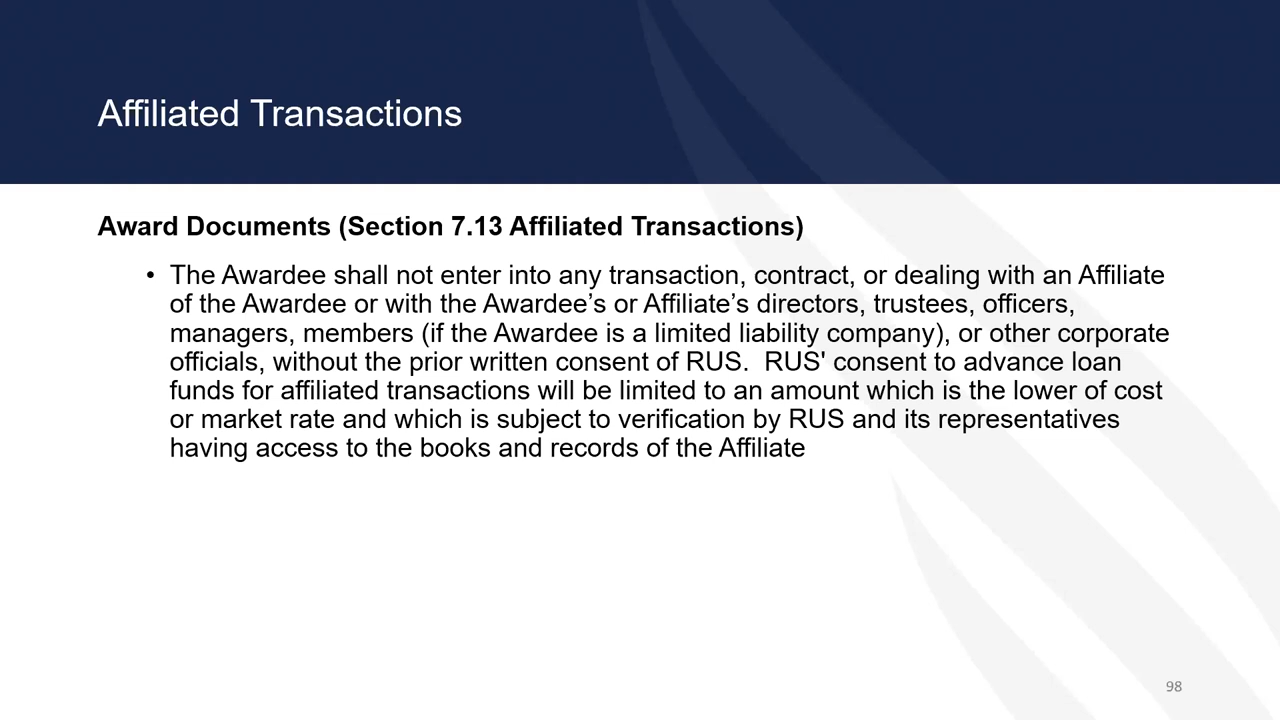 Affiliated Transactions
Award Documents (Section 7.13 Affiliated Transactions)
• The Awardee shall not enter into any transaction, contract, or dealing with an Affiliate
of the Awardee or with the Awardee’s or Affiliate’s directors, trustees, officers,
managers, members (if the Awardee is a limited liability company), or other corporate
officials, without the prior written consent of RUS.  RUS' consent to advance loan
funds for affiliated transactions will be limited to an amount which is the lower of cost
or market rate and which is subject to verification by RUS and its representatives
having access to the books and records of the Affiliate
98